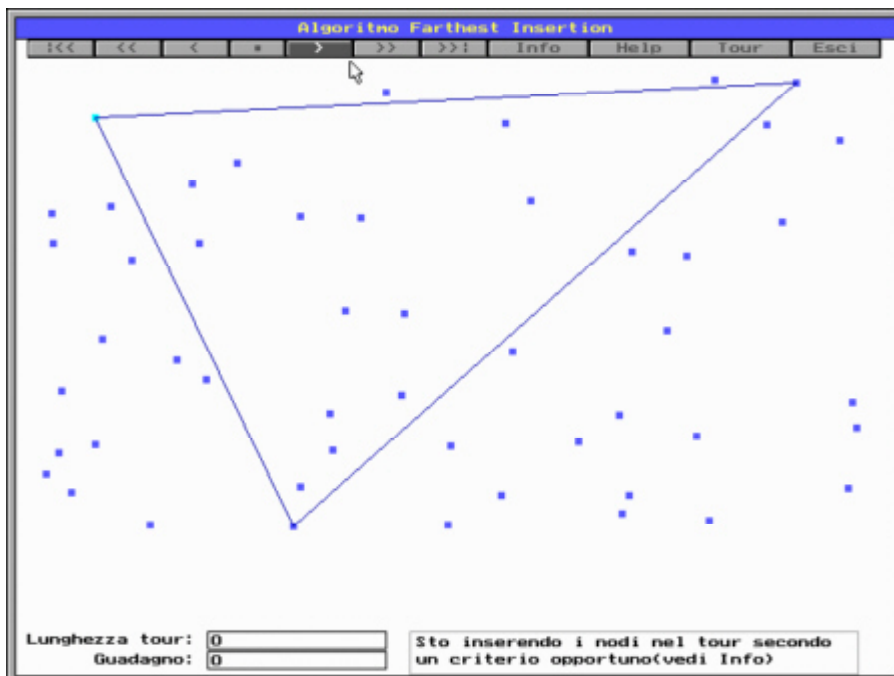 Algoritmo Farthest Insertion
¦<< << < ▪ > >> >>¦ Info Help Tour Esci
Lunghezza tour: 0
Guadagno: 0
Sto inserendo i nodi nel tour secondo
un criterio opportuno(vedi Info)